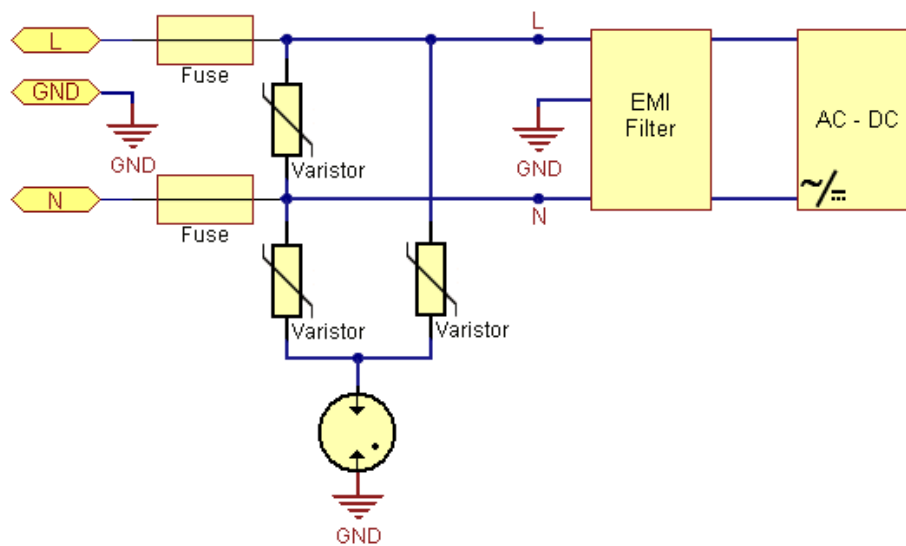 L
Fuse
GND
GND
N
Fuse
Varistor
Varistor
Varistor
GND
L
GND
N
EMI
Filter
AC - DC
~/=